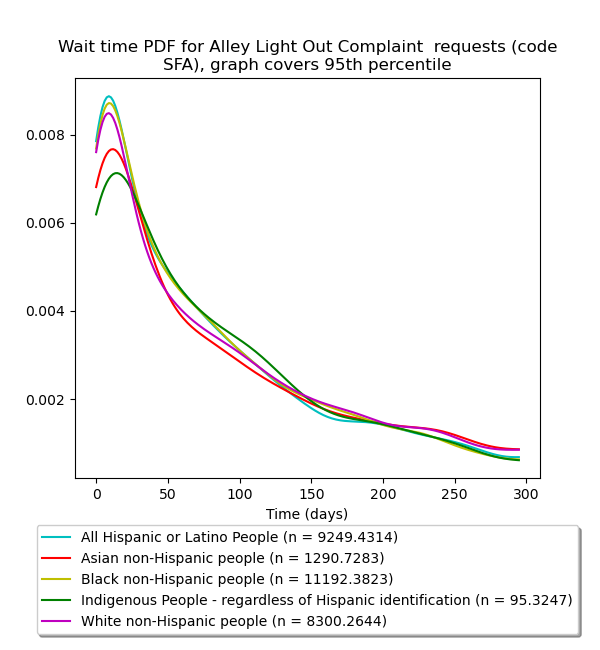 Wait time PDF for Alley Light Out Complaint  requests (code
SFA), graph covers 95th percentile
0.008
0.006
0.004
0.002
0 50 100 150 200 250 300
Time (days)
All Hispanic or Latino People (n = 9249.4314)
Asian non-Hispanic people (n = 1290.7283)
Black non-Hispanic people (n = 11192.3823)
Indigenous People - regardless of Hispanic identification (n = 95.3247)
White non-Hispanic people (n = 8300.2644)